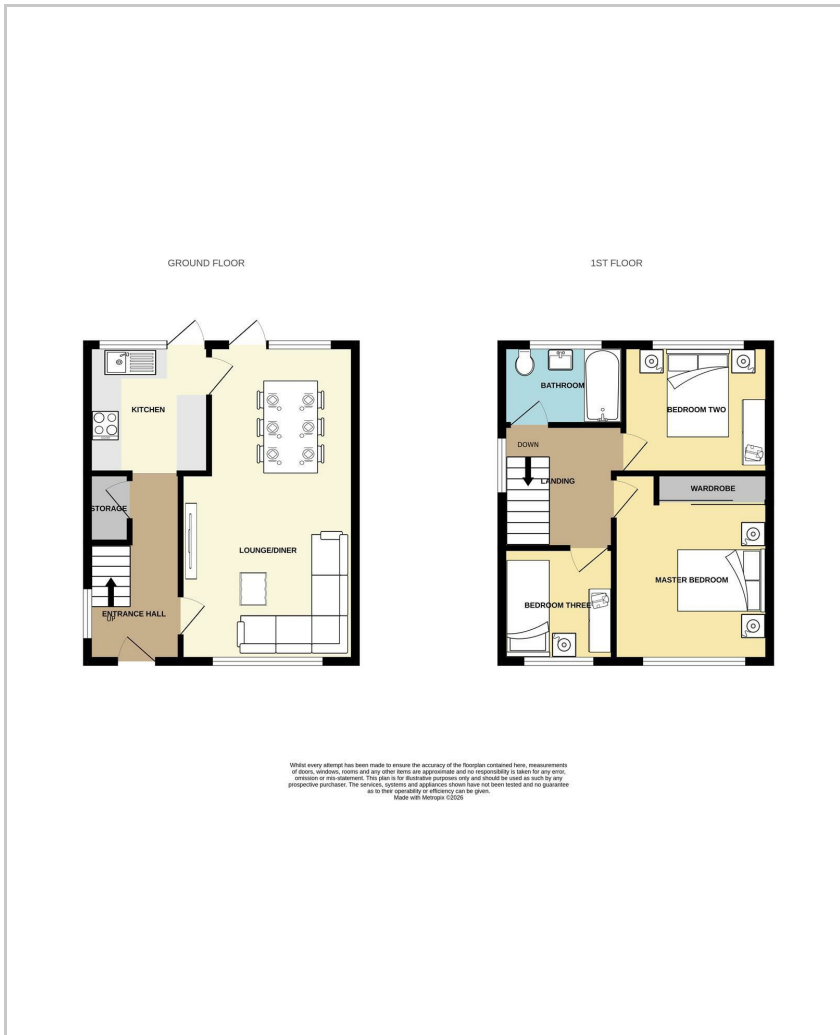 GROUND FLOOR
1ST FLOOR
KITCHEN
STORAGE
LOUNGE/DINER
ENTRANCE HALL
UP
BATHROOM
BEDROOM TWO
DOWN
LANDING
WARDROBE
MASTER BEDROOM
BEDROOM THREE
Whilst every attempt has been made to ensure the accuracy of the floorplan contained here, measurements
of doors, windows, rooms and any other items are approximate and no responsibility is taken for any error,
omission or mis-statement. This plan is for illustrative purposes only and should be used as such by any
prospective purchaser. The services, systems and appliances shown have not been tested and no guarantee
as to their operability or efficiency can be given.
Made with Metropix ©2026